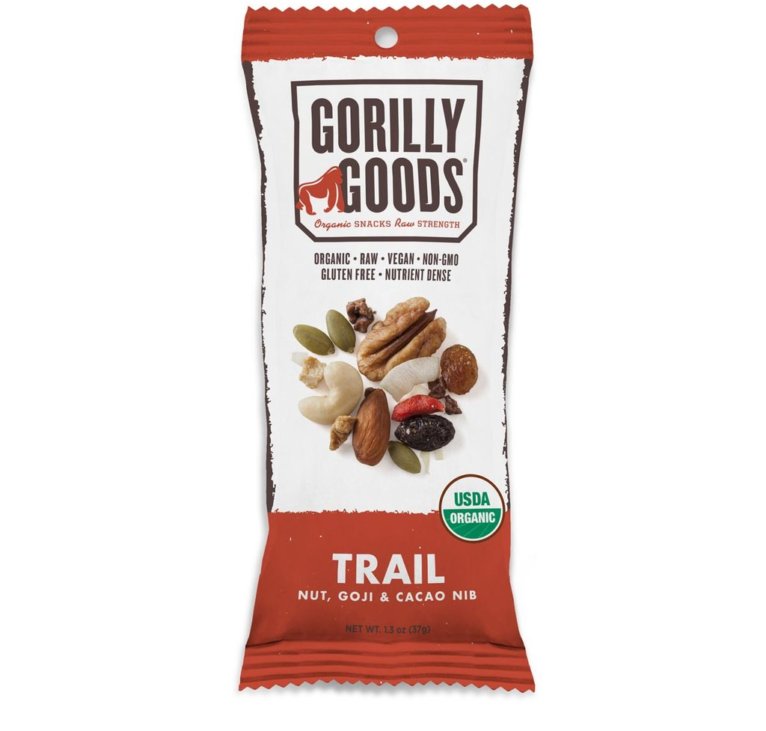 GORILLY
GOODS®
Organic SNACKS Raw STRENGTH
ORGANIC • RAW • VEGAN • NON-GMO
GLUTEN FREE • NUTRIENT DENSE
USDA
ORGANIC
TRAIL
NUT, GOJI & CACAO NIB
NET WT. 1.3 oz (37g)